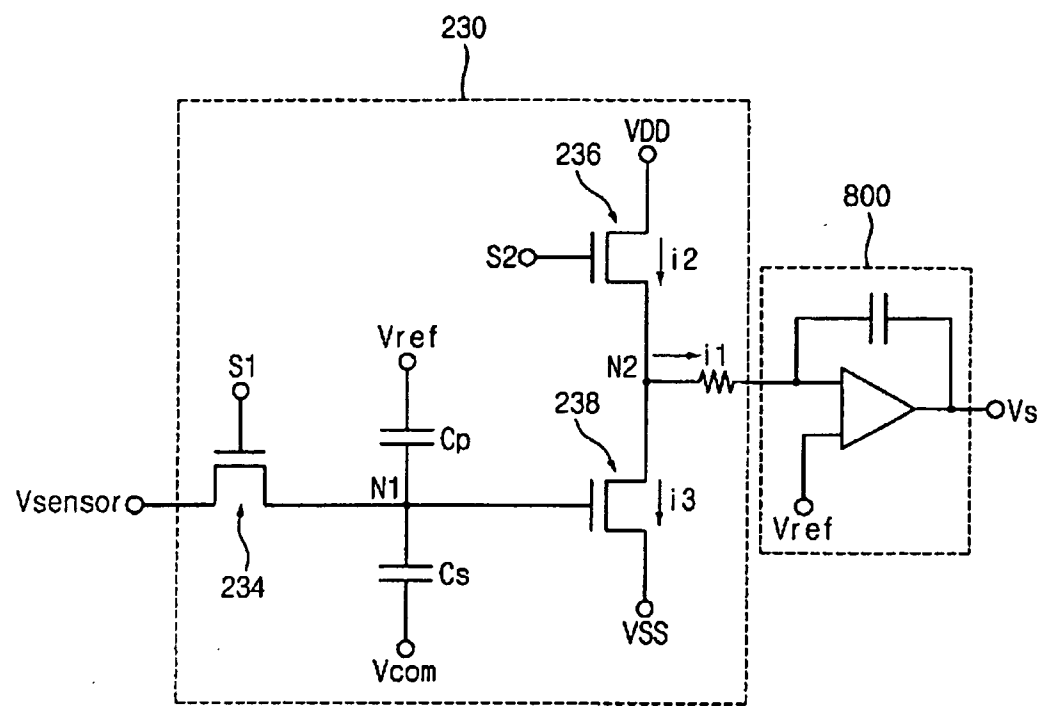 230
VDD
236
800
S2
i2
Vref
S1
N2
i1
Cp
238
Vs
Vsensor
N1
i3
Vref
234
Cs
VSS
Vcom